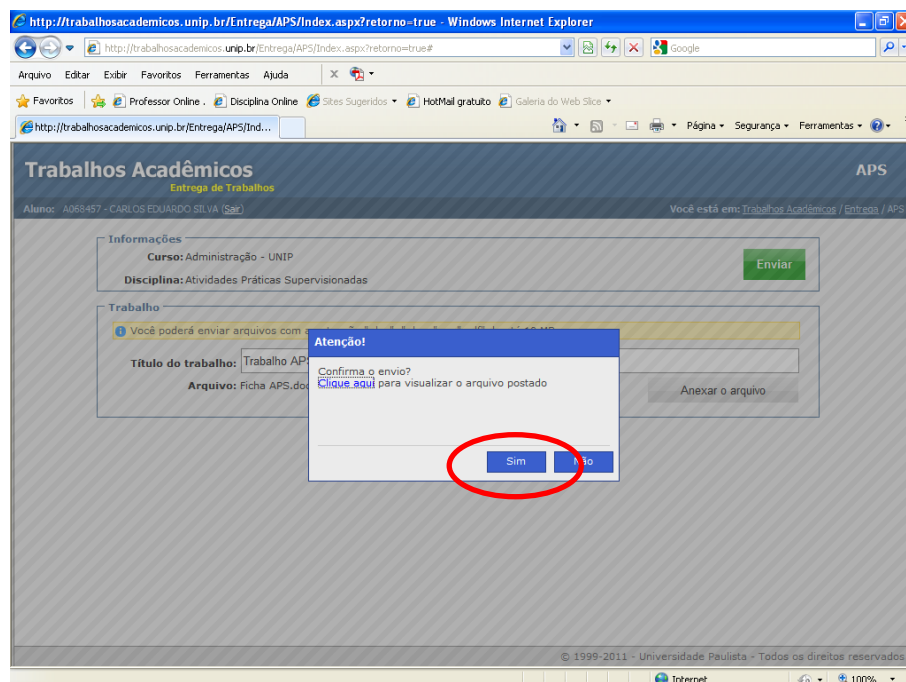 http://trabalhosacademicos.unip.br/Entrega/APS/Index.aspx?retorno=true - Windows Internet Explorer
http://trabalhosacademicos.unip.br/Entrega/APS/Index.aspx?retorno=true#
Google
Arquivo Editar Exibir Favoritos Ferramentas Ajuda
Favoritos Professor Online . Disciplina Online Sites Sugeridos HotMail gratuito Galeria do Web Slice
http://trabalhosacademicos.unip.br/Entrega/APS/Ind...
Página Segurança Ferramentas
Trabalhos Acadêmicos
APS
Entrega de Trabalhos
Aluno: A068457 - CARLOS EDUARDO SILVA (Sair)
Você está em: Trabalhos Acadêmicos / Entrega / APS
Informações
Curso: Administração - UNIP
Enviar
Disciplina: Atividades Práticas Supervisionadas
Trabalho
Você poderá enviar arquivos com a
Atenção!
Título do trabalho: Trabalho AP
Confirma o envio?
Clique aqui para visualizar o arquivo postado
Arquivo: Ficha APS.doc
Anexar o arquivo
Sim Não
© 1999-2011 - Universidade Paulista - Todos os direitos reservados
Internet 100%